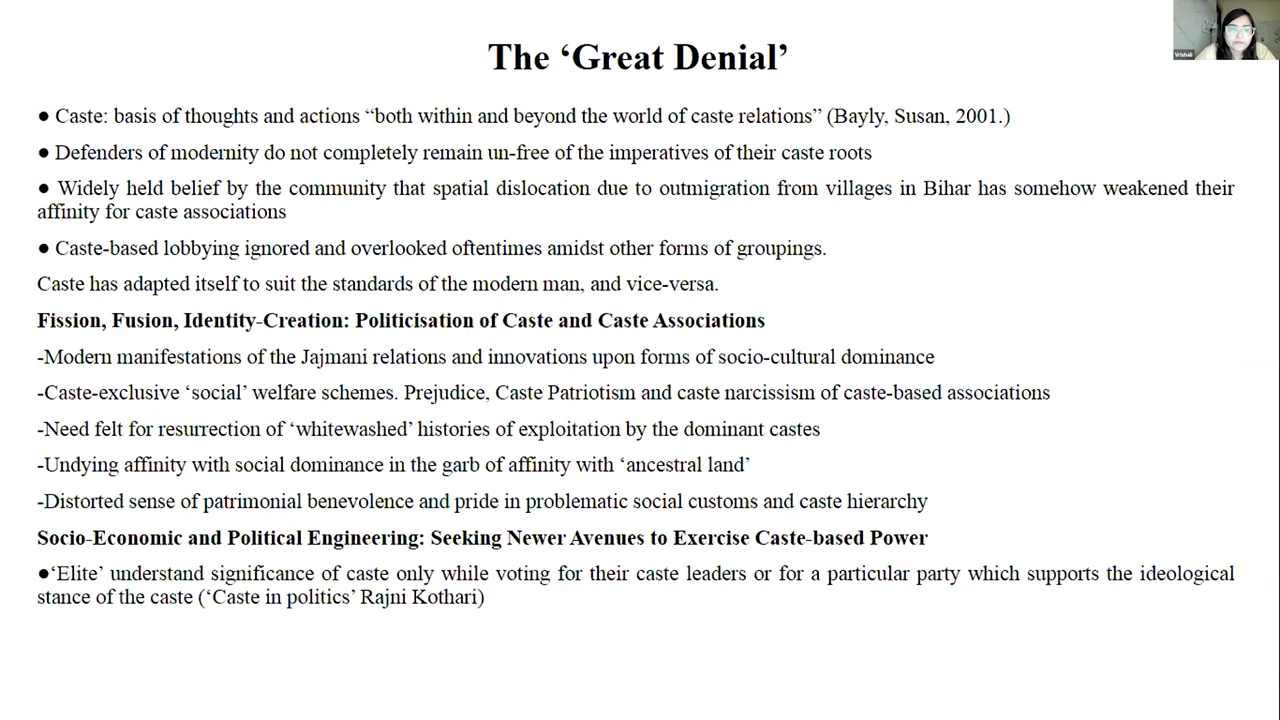 The ‘Great Denial’
● Caste: basis of thoughts and actions “both within and beyond the world of caste relations” (Bayly, Susan, 2001.)
● Defenders of modernity do not completely remain un-free of the imperatives of their caste roots
● Widely held belief by the community that spatial dislocation due to outmigration from villages in Bihar has somehow weakened their
affinity for caste associations
● Caste-based lobbying ignored and overlooked oftentimes amidst other forms of groupings.
Caste has adapted itself to suit the standards of the modern man, and vice-versa.
Fission, Fusion, Identity-Creation: Politicisation of Caste and Caste Associations
-Modern manifestations of the Jajmani relations and innovations upon forms of socio-cultural dominance
-Caste-exclusive ‘social’ welfare schemes. Prejudice, Caste Patriotism and caste narcissism of caste-based associations
-Need felt for resurrection of ‘whitewashed’ histories of exploitation by the dominant castes
-Undying affinity with social dominance in the garb of affinity with ‘ancestral land’
-Distorted sense of patrimonial benevolence and pride in problematic social customs and caste hierarchy
Socio-Economic and Political Engineering: Seeking Newer Avenues to Exercise Caste-based Power
●‘Elite’ understand significance of caste only while voting for their caste leaders or for a particular party which supports the ideological
stance of the caste (‘Caste in politics’ Rajni Kothari)
Vrishali